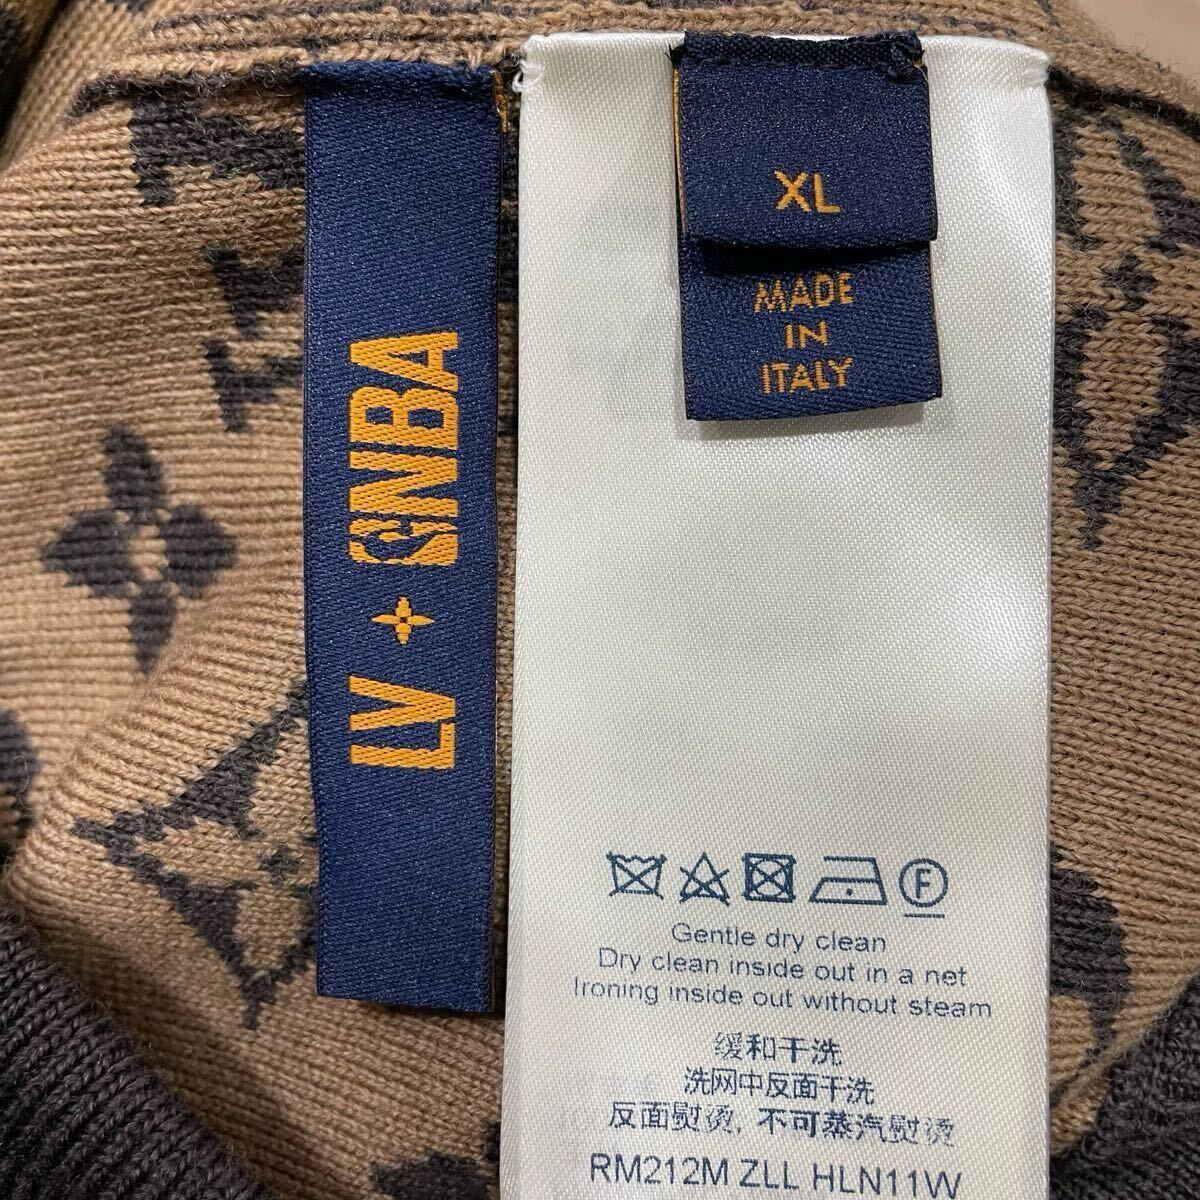 LV + NBA
XL
MADE
IN
ITALY
F
Gentle dry clean
Dry clean inside out in a net
Ironing inside out without steam
缓和干洗
洗网中反面干洗
反面熨烫, 不可蒸汽熨烫
RM212M ZLL HLN11W